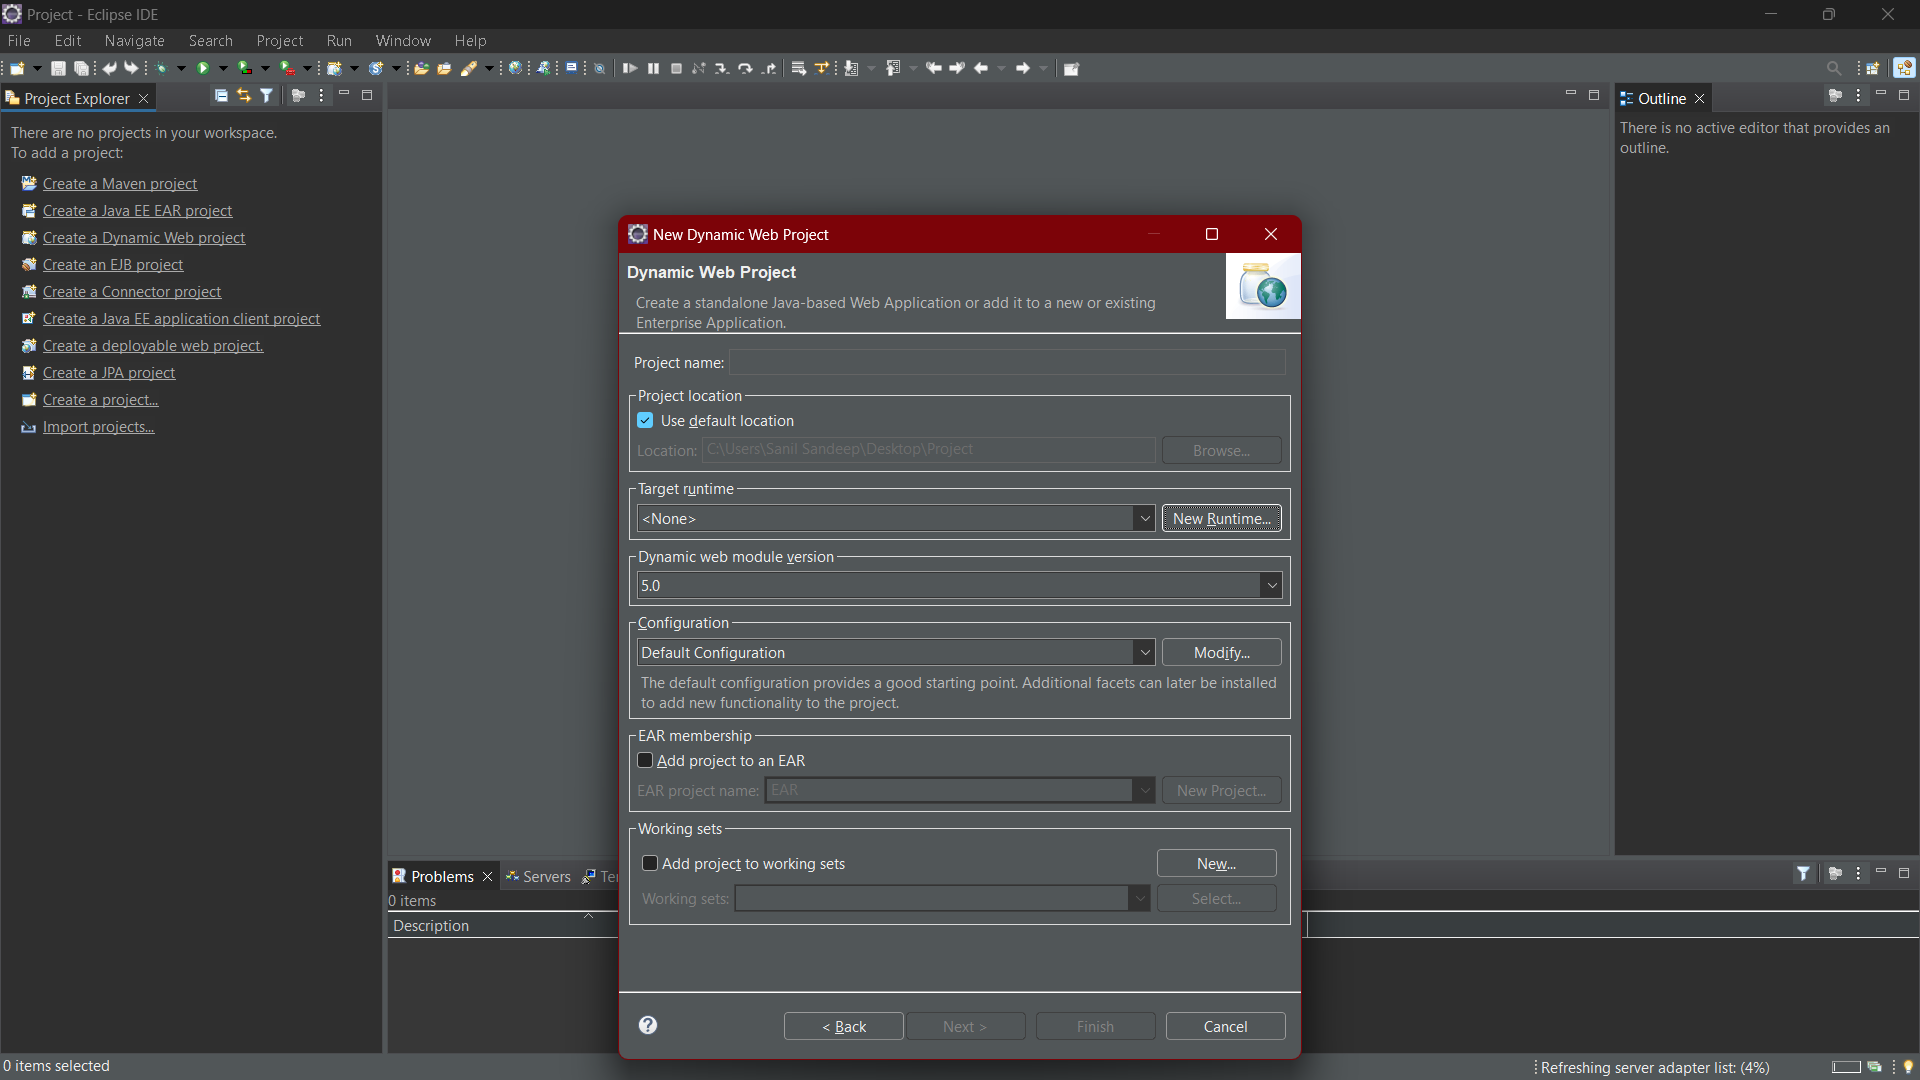 Project - Eclipse IDE
File Edit Navigate Search Project Run Window Help
Project Explorer
There are no projects in your workspace.
To add a project:
Create a Maven project
Create a Java EE EAR project
Create a Dynamic Web project
Create an EJB project
Create a Connector project
Create a Java EE application client project
Create a deployable web project.
Create a JPA project
Create a project...
Import projects...
Outline
There is no active editor that provides an
outline.
New Dynamic Web Project
Dynamic Web Project
Create a standalone Java-based Web Application or add it to a new or existing
Enterprise Application.
Project name:
Project location
Use default location
Location: C:\Users\Sanil Sandeep\Desktop\Project Browse...
Target runtime
<None> New Runtime...
Dynamic web module version
5.0
Configuration
Default Configuration Modify...
The default configuration provides a good starting point. Additional facets can later be installed
to add new functionality to the project.
EAR membership
Add project to an EAR
EAR project name: EAR New Project...
Working sets
Add project to working sets New...
Working sets: Select...
< Back Next > Finish Cancel
Problems Servers Te
0 items
Description
0 items selected
Refreshing server adapter list: (4%)